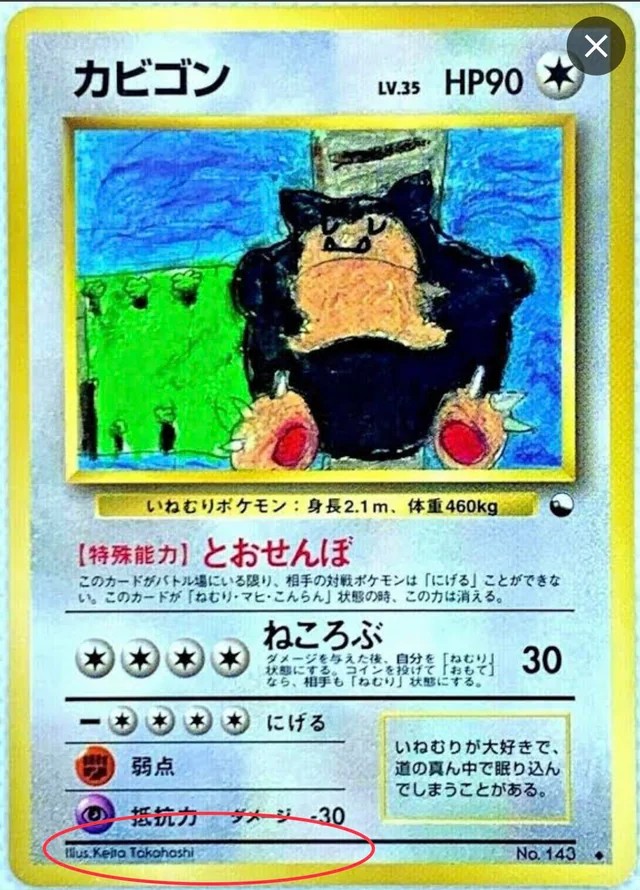 カビゴン LV.35 HP90
いねむりポケモン：身長2.1m、体重460kg
【特殊能力】とおせんぼ
このカードがバトル場にいる限り、相手の対戦ポケモンは「にげる」ことができな
い。このカードが「ねむり・マヒ・こんらん」状態の時、この力は消える。
ねころぶ 30
ダメージを与えた後、自分を「ねむり」
状態にする。コインを投げて「おもて」
なら、相手も「ねむり」状態にする。
にげる
いねむりが大好きで、
道の真ん中で眠り込ん
でしまうことがある。
弱点
抵抗力 ダメージ -30
Illus.Keita Takahashi No. 143